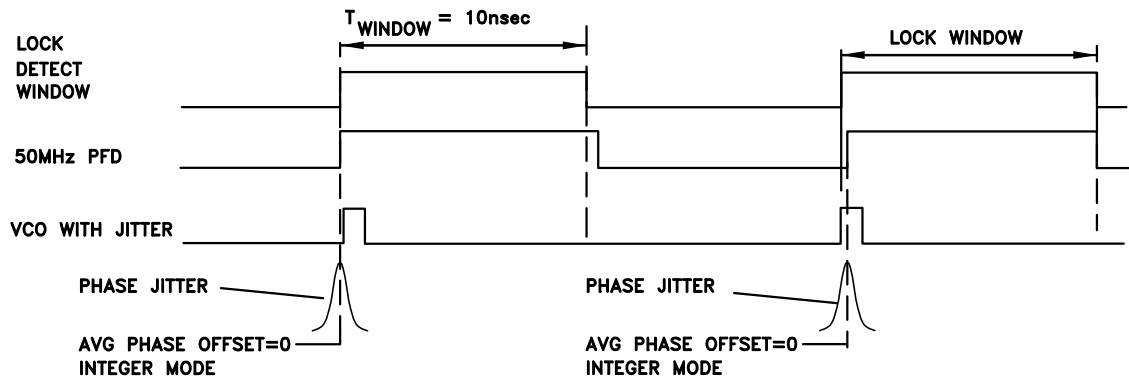 T WINDOW = 10nsec
LOCK WINDOW
LOCK
DETECT
WINDOW
50MHz PFD
VCO WITH JITTER
PHASE JITTER
AVG PHASE OFFSET=0
INTEGER MODE
PHASE JITTER
AVG PHASE OFFSET=0
INTEGER MODE